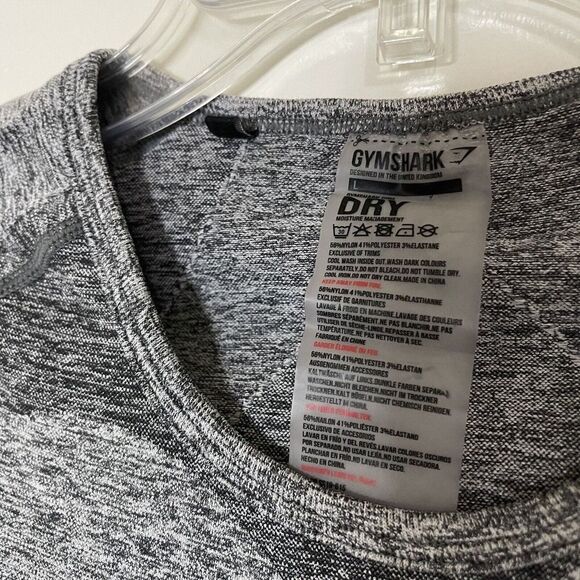 GYMSHARK
DESIGNED IN THE UNITED KINGDOM
L
DRY
MOISTURE MANAGEMENT
30
56%NYLON 41%POLYESTER 3%ELASTANE
EXCLUSIVE OF TRIMS
COOL WASH INSIDE OUT.WASH DARK COLOURS
SEPARATELY.DO NOT BLEACH.DO NOT TUMBLE DRY.
COOL IRON.DO NOT DRY CLEAN.MADE IN CHINA.
KEEP AWAY FROM FIRE.
56%NYLON 41%POLYESTER 3%ÉLASTHANNE
EXCLUSIF DE GARNITURES
LAVAGE À FROID EN MACHINE.LAVAGE DES COULEURS
SOMBRES SÉPARÉMENT.NE PAS BLANCHIR.NE PAS
UTILISER DE SÈCHE-LINGE.REPASSER À BASSE
TEMPÉRATURE.NE PAS NETTOYER À SEC.
FABRIQUÉ EN CHINE
GARDER ÉLOIGNÉ DU FEU.
56%NYLON 41%POLYESTER 3%ELASTAN
AUSGENOMMEN ACCESSOIRES
KALTWÄSCHE AUF LINKS.DUNKLE FARBEN SEPARAT
WASCHEN.NICHT BLEICHEN.NICHT IM TROCKNER
TROCKNEN.KALT BÜGELN.NICHT CHEMISCH REINIGEN.
HERGESTELLT IN CHINA.
56%NAILON 41%POLIÉSTER 3%ELASTANO
EXCLUSIVO DE ACCESORIOS
LAVAR EN FRÍO Y DEL REVÉS.LAVAR COLORES OSCUROS
POR SEPARADO.NO USAR LEJÍA.NO USAR SECADORA.
PLANCHAR EN FRÍO.NO LAVAR EN SECO.
HECHO EN CHINA.